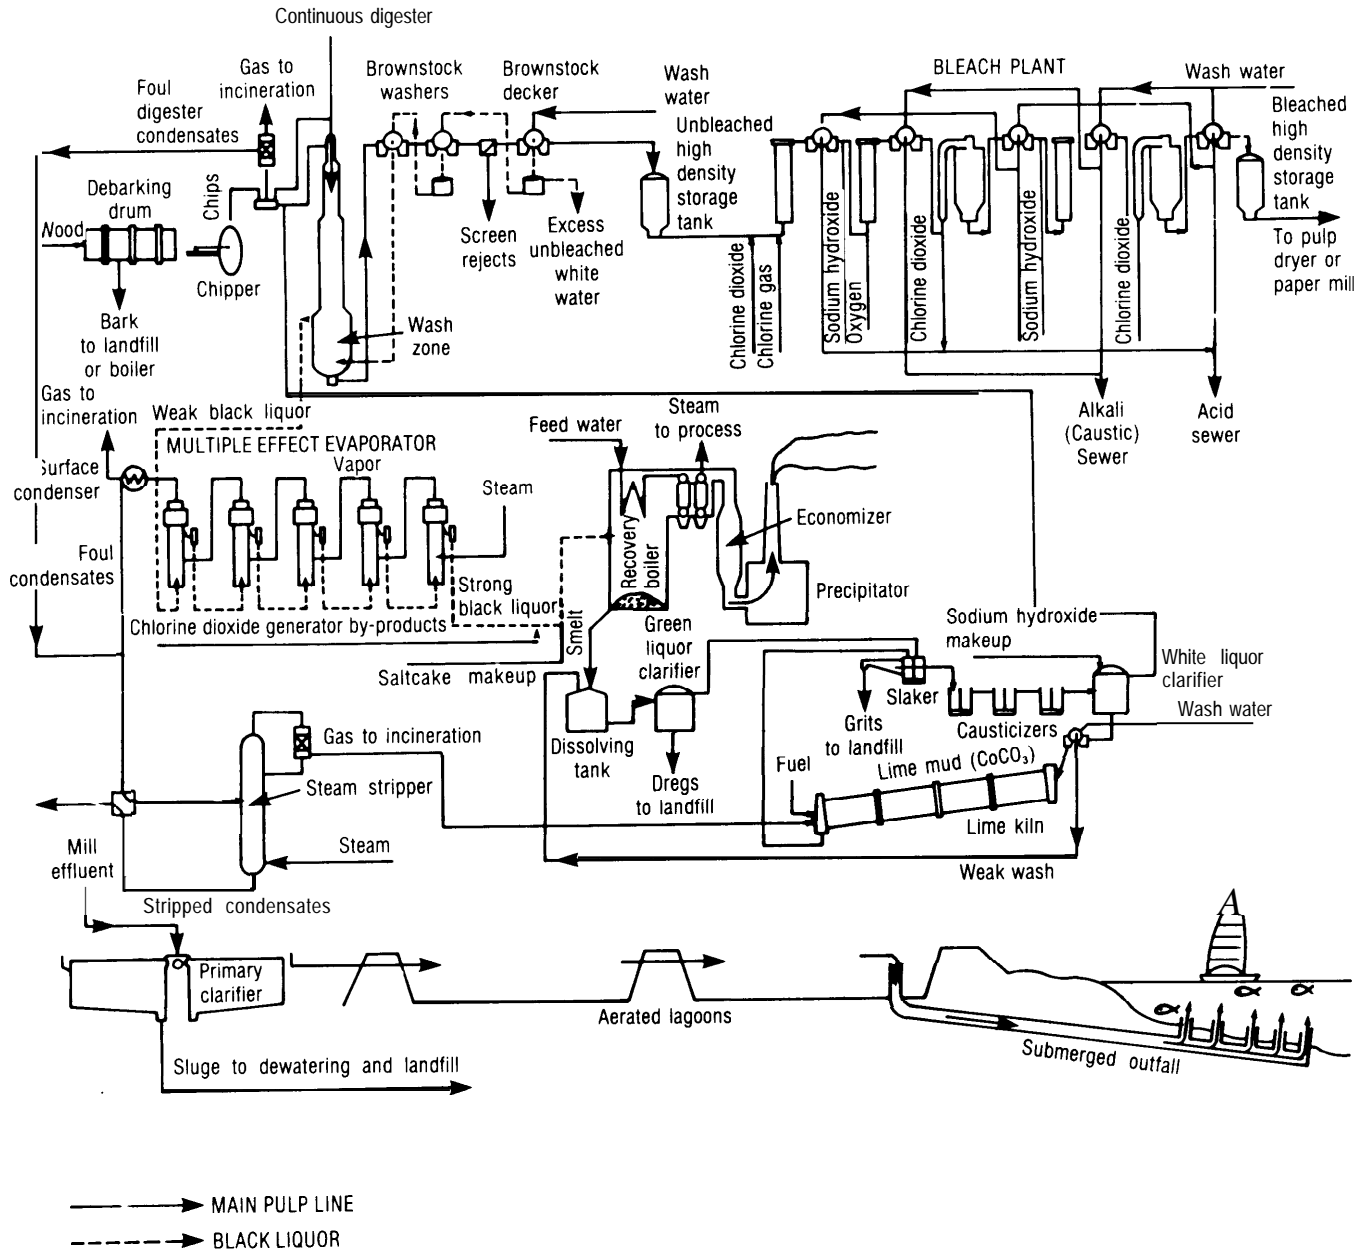 Continuous digester
Gas to
incineration
Foul
digester
condensates
Brownstock
washers
Brownstock
decker
Wash
water
BLEACH PLANT
Wash water
Unbleached
high
density
storage
tank
Bleached
high
density
storage
tank
Debarking
drum
Chips
Wood
Chipper
Screen
rejects
Excess
unbleached
white
water
To pulp
dryer or
paper mill
Bark
to landfill
or boiler
Wash
zone
Chlorine dioxide
Chlorine gas
Sodium hydroxide
Oxygen
Chlorine dioxide
Sodium hydroxide
Chlorine dioxide
Alkali
(Caustic)
Sewer
Acid
sewer
Gas to
incineration
Weak black liquor
MULTIPLE EFFECT EVAPORATOR
Vapor
Steam
Surface
condenser
Foul
condensates
Strong
black liquor
Chlorine dioxide generator by-products
Saltcake makeup
Feed water
Steam
to process
Recovery
boiler
Economizer
Precipitator
Smelt
Green
liquor
clarifier
Dissolving
tank
Dregs
to landfill
Sodium hydroxide
makeup
White liquor
clarifier
Slaker
Grits
to landfill
Causticizers
Wash water
Fuel
Lime mud (CoCO₃)
Lime kiln
Weak wash
Gas to incineration
Steam stripper
Steam
Mill
effluent
Stripped condensates
Primary
clarifier
Aerated lagoons
Submerged outfall
Sluge to dewatering and landfill
MAIN PULP LINE
BLACK LIQUOR